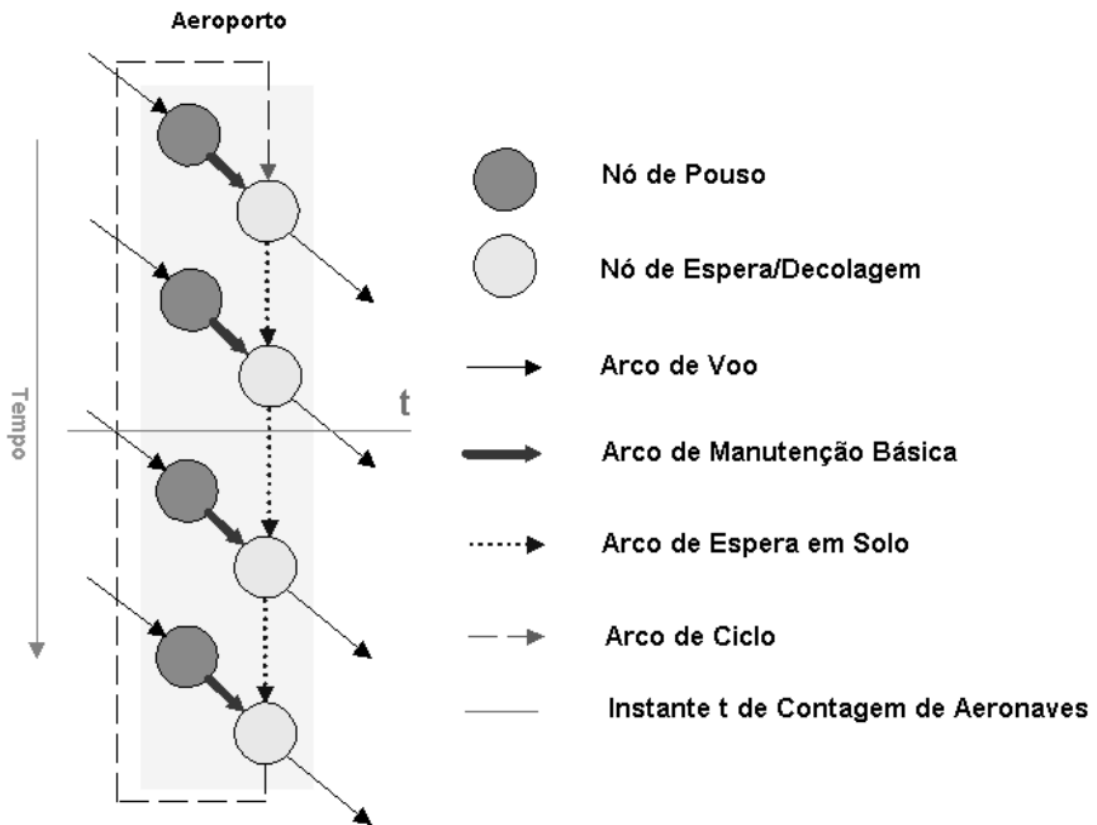 Aeroporto
Tempo
t
Nó de Pouso
Nó de Espera/Decolagem
Arco de Voo
Arco de Manutenção Básica
Arco de Espera em Solo
Arco de Ciclo
Instante t de Contagem de Aeronaves